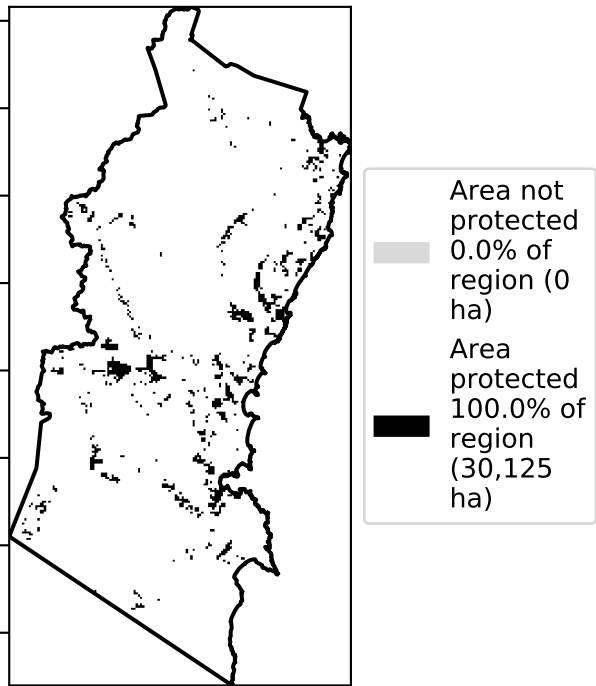 Area not
protected
0.0% of
region (0
ha)
Area
protected
100.0% of
region
(30,125
ha)